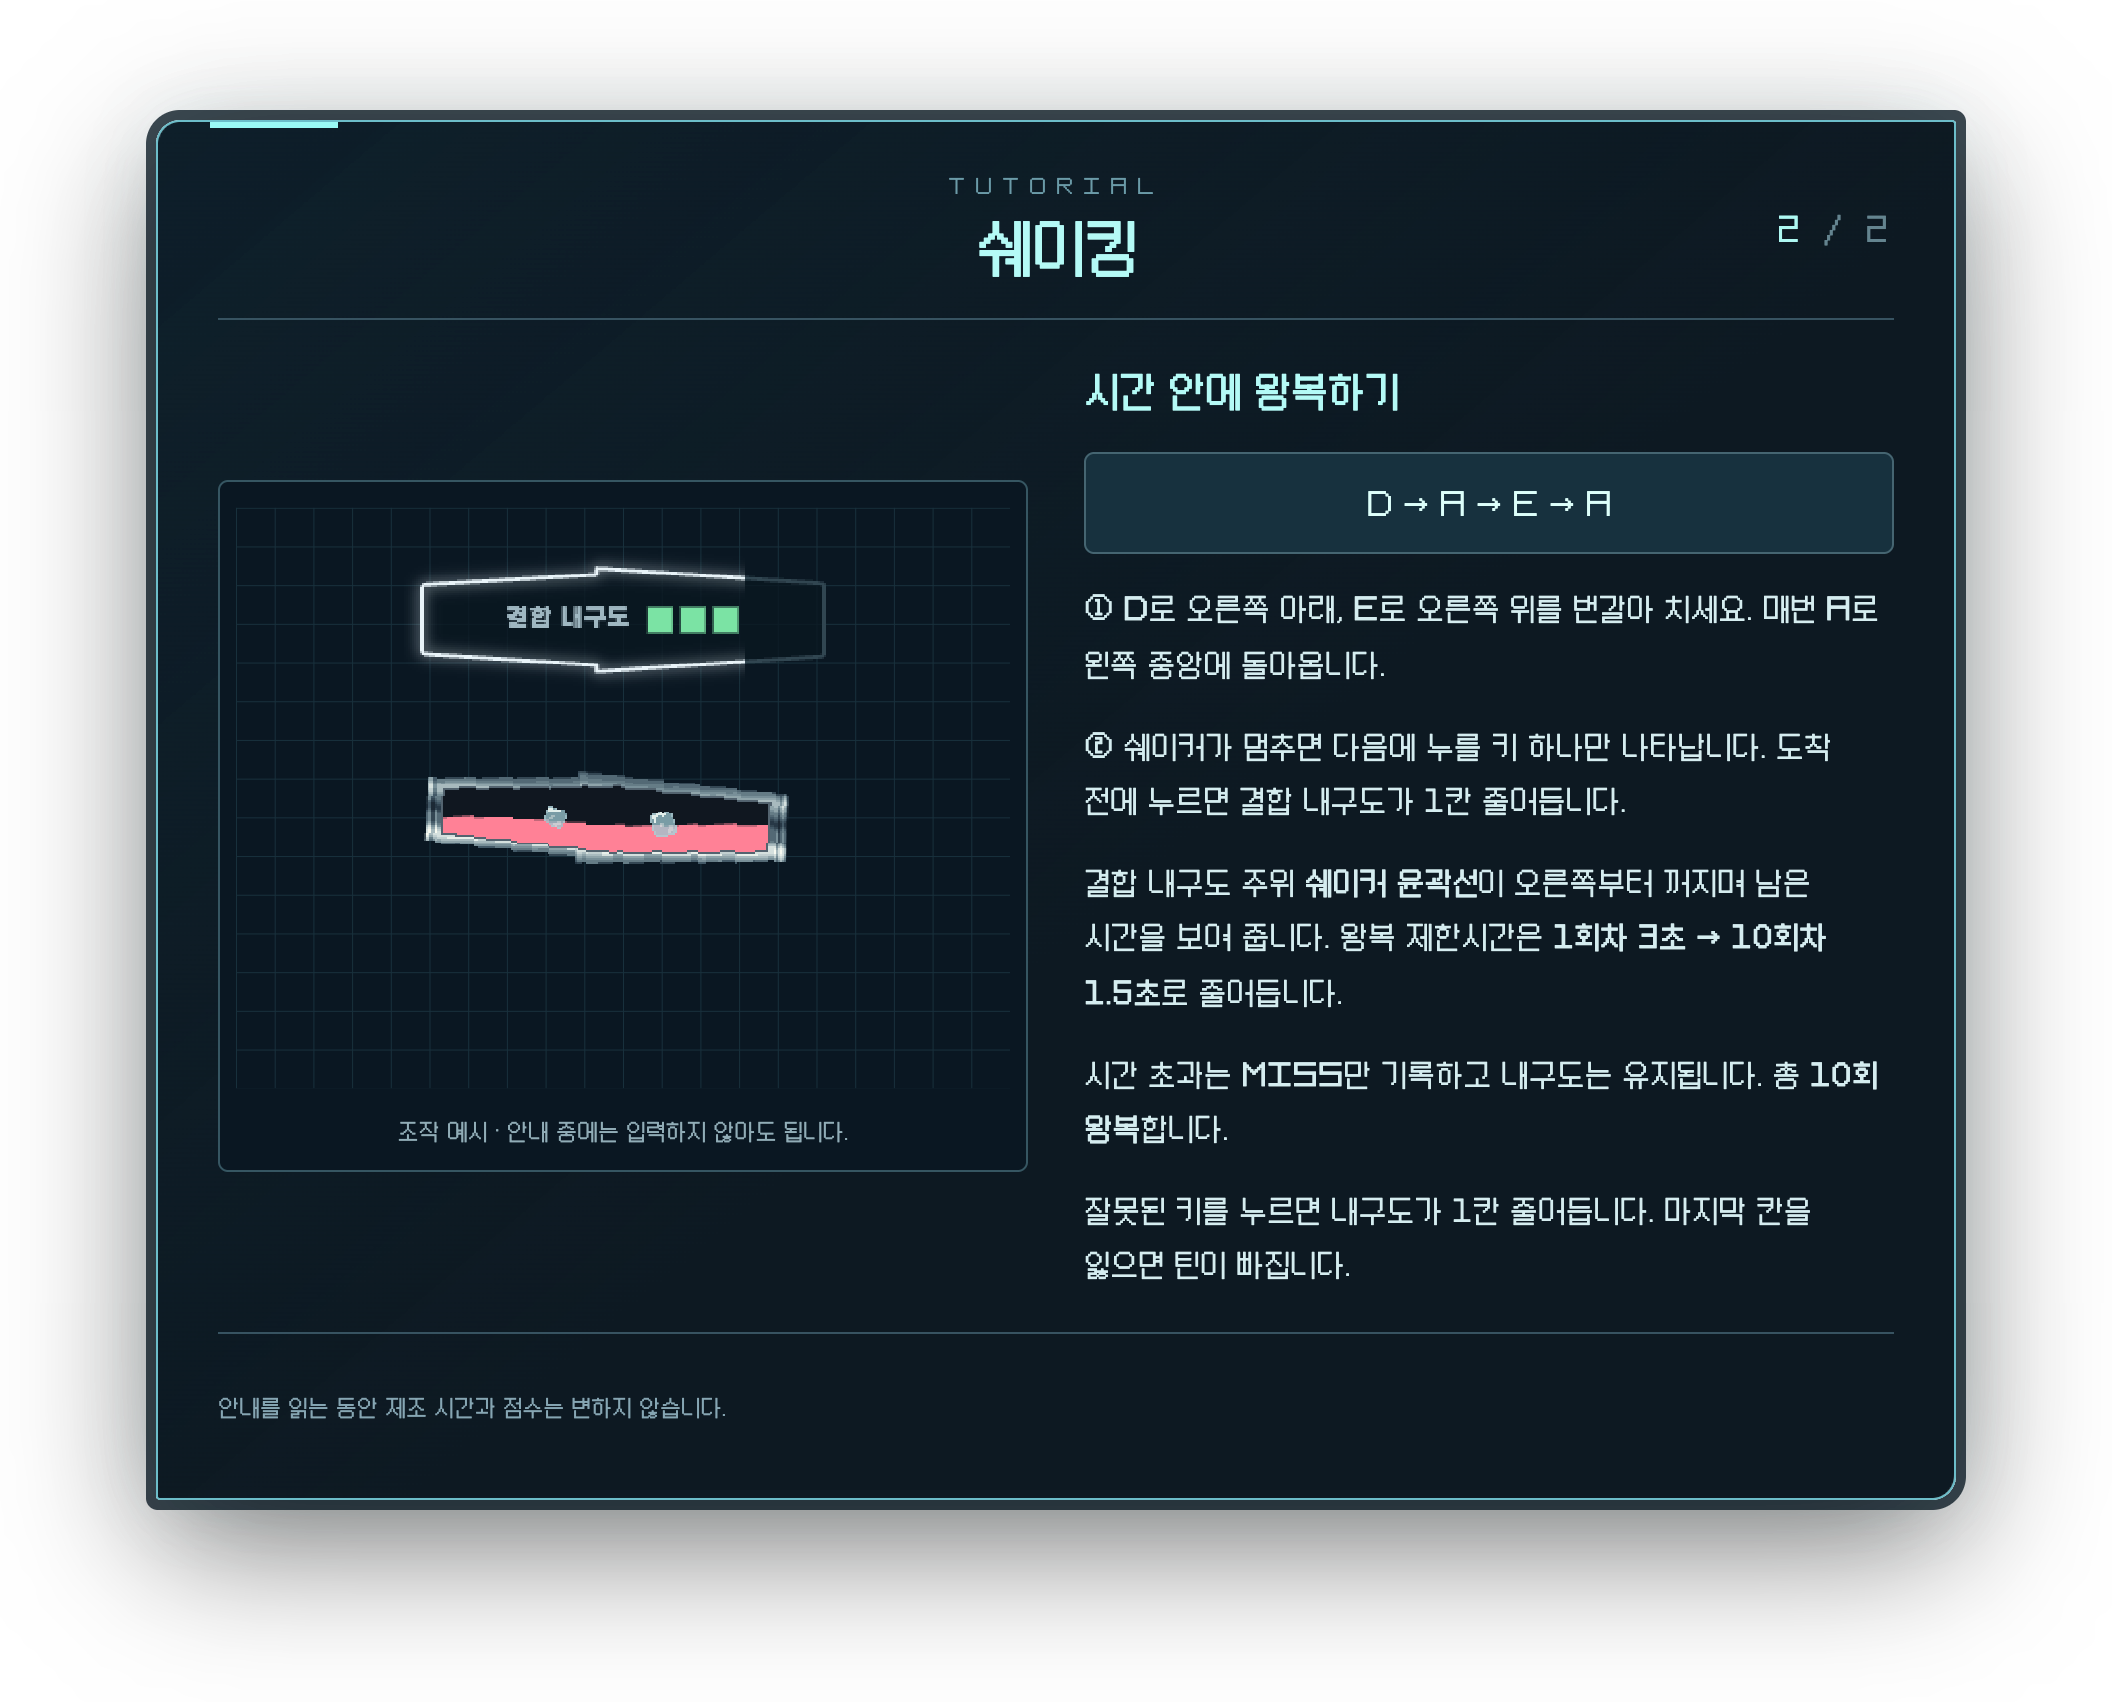 TUTORIAL
쉐이킹
2 / 2
시간 안에 왕복하기
D → A → E → A
결합 내구도
① D로 오른쪽 아래, E로 오른쪽 위를 번갈아 치세요. 매번 A로
왼쪽 중앙에 돌아옵니다.
② 쉐이커가 멈추면 다음에 누를 키 하나만 나타납니다. 도착
전에 누르면 결합 내구도가 1칸 줄어듭니다.
결합 내구도 주위 쉐이커 윤곽선이 오른쪽부터 꺼지며 남은
시간을 보여 줍니다. 왕복 제한시간은 1회차 3초 → 10회차
1.5초로 줄어듭니다.
시간 초과는 MISS만 기록하고 내구도는 유지됩니다. 총 10회
왕복합니다.
잘못된 키를 누르면 내구도가 1칸 줄어듭니다. 마지막 칸을
잃으면 틴이 빠집니다.
조작 예시 · 안내 중에는 입력하지 않아도 됩니다.
안내를 읽는 동안 제조 시간과 점수는 변하지 않습니다.